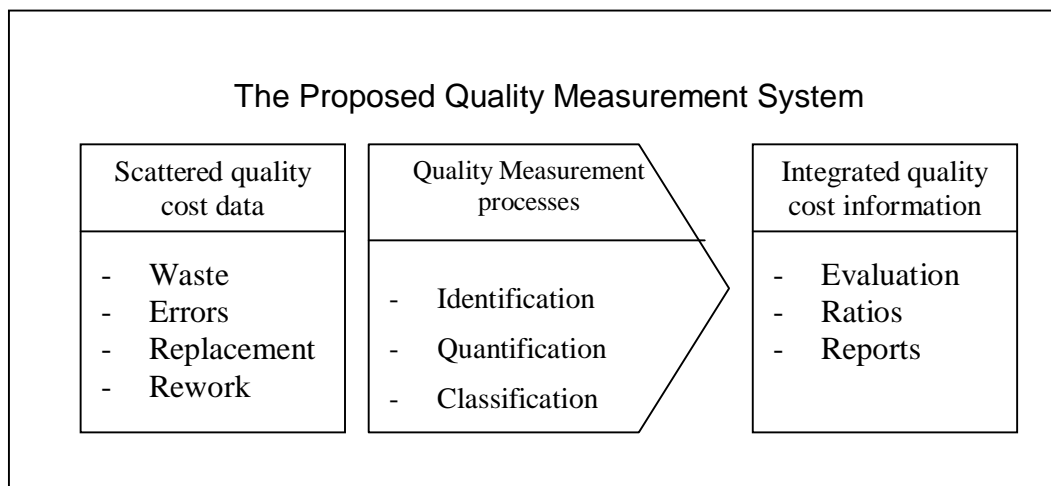 The Proposed Quality Measurement System
Scattered quality
cost data
- Waste
- Errors
- Replacement
- Rework
Quality Measurement
processes
- Identification
- Quantification
- Classification
Integrated quality
cost information
- Evaluation
- Ratios
- Reports